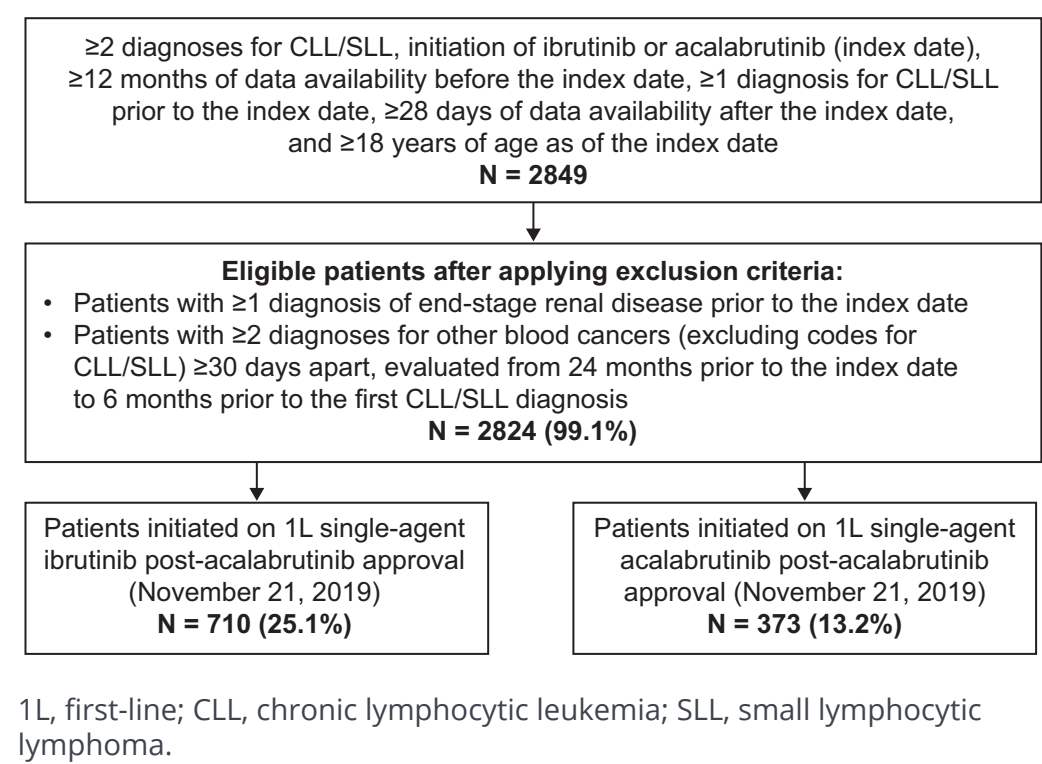 ≥2 diagnoses for CLL/SLL, initiation of ibrutinib or acalabrutinib (index date),
≥12 months of data availability before the index date, ≥1 diagnosis for CLL/SLL
prior to the index date, ≥28 days of data availability after the index date,
and ≥18 years of age as of the index date
N = 2849
Eligible patients after applying exclusion criteria:
• Patients with ≥1 diagnosis of end-stage renal disease prior to the index date
• Patients with ≥2 diagnoses for other blood cancers (excluding codes for
CLL/SLL) ≥30 days apart, evaluated from 24 months prior to the index date
to 6 months prior to the first CLL/SLL diagnosis
N = 2824 (99.1%)
Patients initiated on 1L single-agent
ibrutinib post-acalabrutinib approval
(November 21, 2019)
N = 710 (25.1%)
Patients initiated on 1L single-agent
acalabrutinib post-acalabrutinib
approval (November 21, 2019)
N = 373 (13.2%)
1L, first-line; CLL, chronic lymphocytic leukemia; SLL, small lymphocytic
lymphoma.